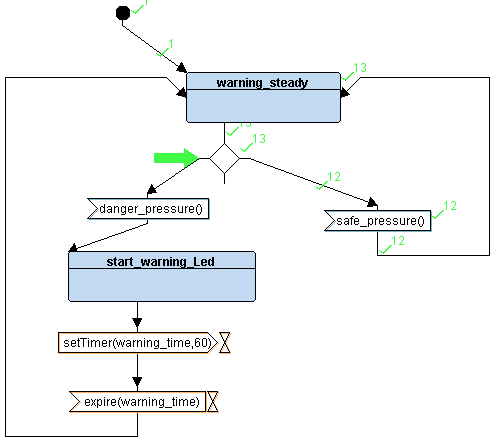 1
1
13
warning_steady
13
13
12
danger_pressure()
12
safe_pressure()
12
start_warning_Led
setTimer(warning_time,60)
expire(warning_time)